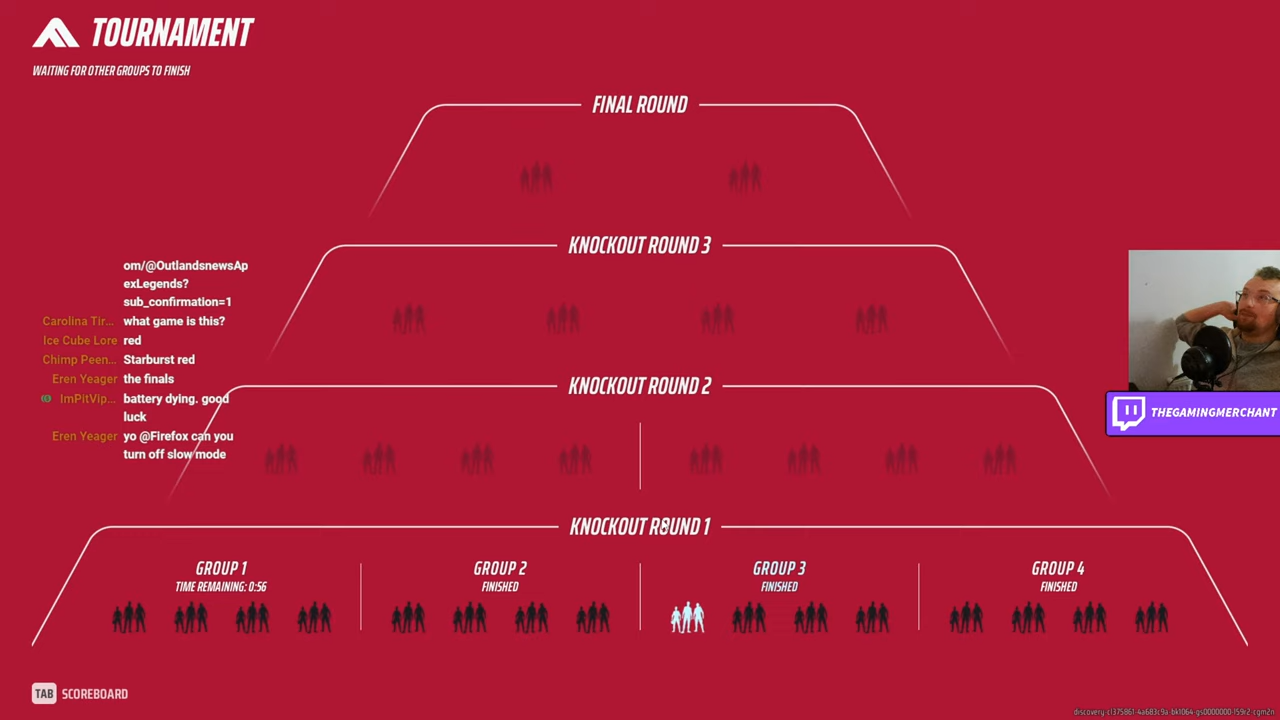 TOURNAMENT
WAITING FOR OTHER GROUPS TO FINISH
FINAL ROUND
KNOCKOUT ROUND 3
om/@OutlandsnewsAp
exLegends?
sub_confirmation=1
Carolina Tir... what game is this?
Ice Cube Lore red
Chimp Peen... Starburst red
Eren Yeager the finals
ImPitVip... battery dying. good
luck
Eren Yeager yo @Firefox can you
turn off slow mode
THEGAMINGMERCHANT
KNOCKOUT ROUND 2
KNOCKOUT ROUND 1
GROUP 1
TIME REMAINING: 0:56
GROUP 2
FINISHED
GROUP 3
FINISHED
GROUP 4
FINISHED
TAB SCOREBOARD